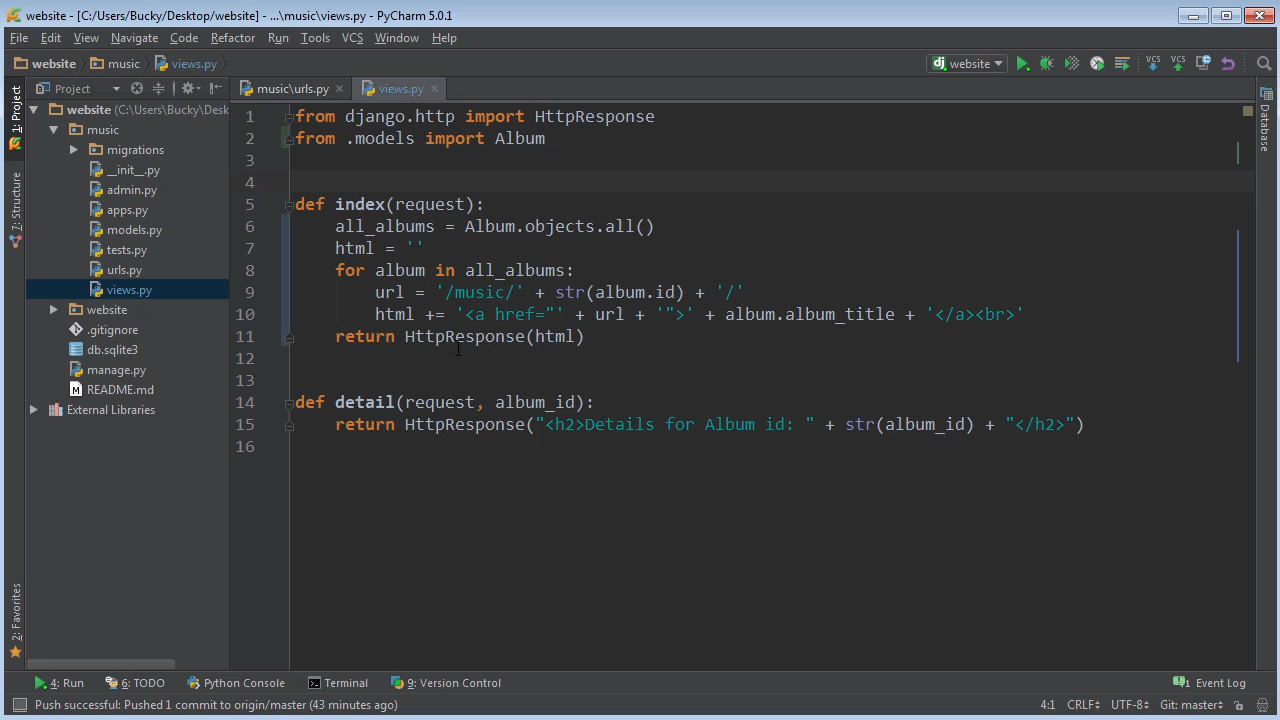 website - [C:/Users/Bucky/Desktop/website] - ...\music\views.py - PyCharm 5.0.1
File Edit View Navigate Code Refactor Run Tools VCS Window Help
website music views.py dj website VCS VCS
1: Project
7: Structure
2: Favorites
Project
website (C:\Users\Bucky\Desk
music
migrations
__init__.py
admin.py
apps.py
models.py
tests.py
urls.py
views.py
website
.gitignore
db.sqlite3
manage.py
README.md
External Libraries
music\urls.py views.py
1 from django.http import HttpResponse
2 from .models import Album
3
4
5 def index(request):
6 all_albums = Album.objects.all()
7 html = ''
8 for album in all_albums:
9 url = '/music/' + str(album.id) + '/'
10 html += '<a href="' + url + '">' + album.album_title + '</a><br>'
11 return HttpResponse(html)
12
13
14 def detail(request, album_id):
15 return HttpResponse("<h2>Details for Album id: " + str(album_id) + "</h2>")
16
Database
4: Run 6: TODO Python Console Terminal 9: Version Control 1 Event Log
Push successful: Pushed 1 commit to origin/master (43 minutes ago) 4:1 CRLF UTF-8 Git: master